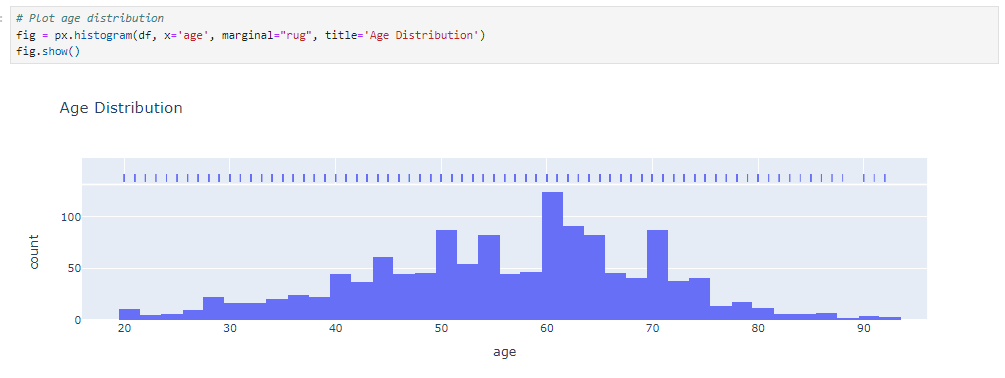 # Plot age distribution
fig = px.histogram(df, x='age', marginal="rug", title='Age Distribution')
fig.show()
Age Distribution
100
50
0
count
20 30 40 50 60 70 80 90
age